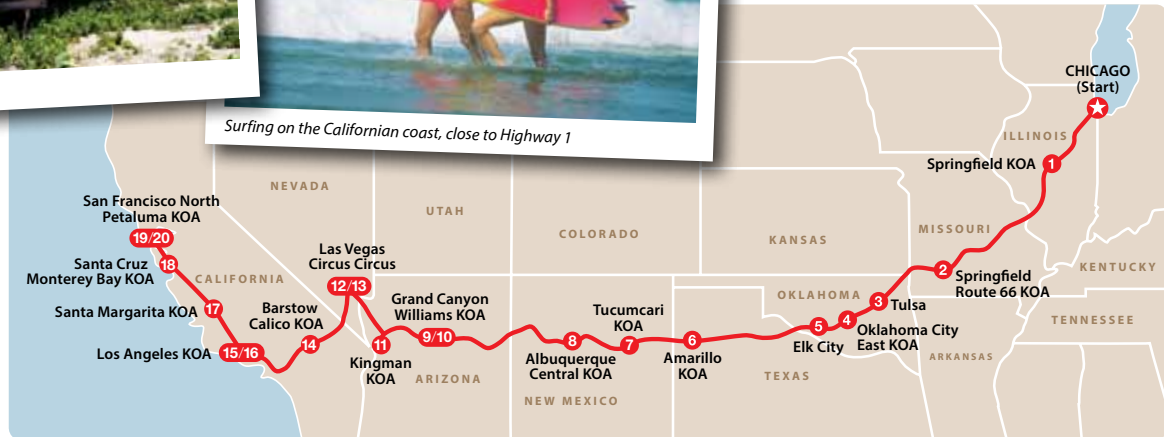 Surfing on the Californian coast, close to Highway 1
CHICAGO
(Start)
ILLINOIS
Springfield KOA
1
NEVADA
UTAH
COLORADO
KANSAS
MISSOURI
KENTUCKY
San Francisco North
Petaluma KOA
19/20
Las Vegas
Circus Circus
12/13
Santa Cruz
Monterey Bay KOA
18
CALIFORNIA
2
Springfield
Route 66 KOA
Santa Margarita KOA
17
Barstow
Calico KOA
14
Grand Canyon
Williams KOA
9/10
Tucumcari
KOA
7
OKLAHOMA
3
Tulsa
TENNESSEE
Los Angeles KOA
15/16
11
Kingman
KOA
ARIZONA
8
Albuquerque
Central KOA
NEW MEXICO
6
Amarillo
KOA
TEXAS
5
Elk City
4
Oklahoma City
East KOA
ARKANSAS